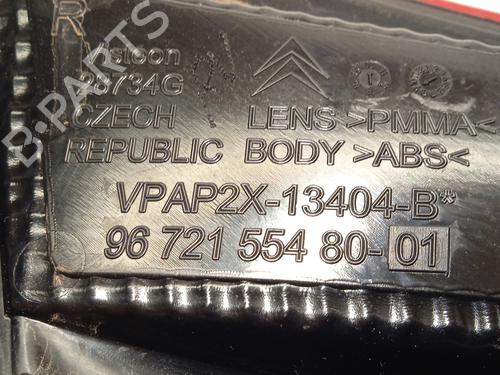 R
Visteon
28734G
CZECH LENS >PMMA<
REPUBLIC BODY >ABS<
VPAP2X-13404-B*
96 721 554 80-01
B-PARTS